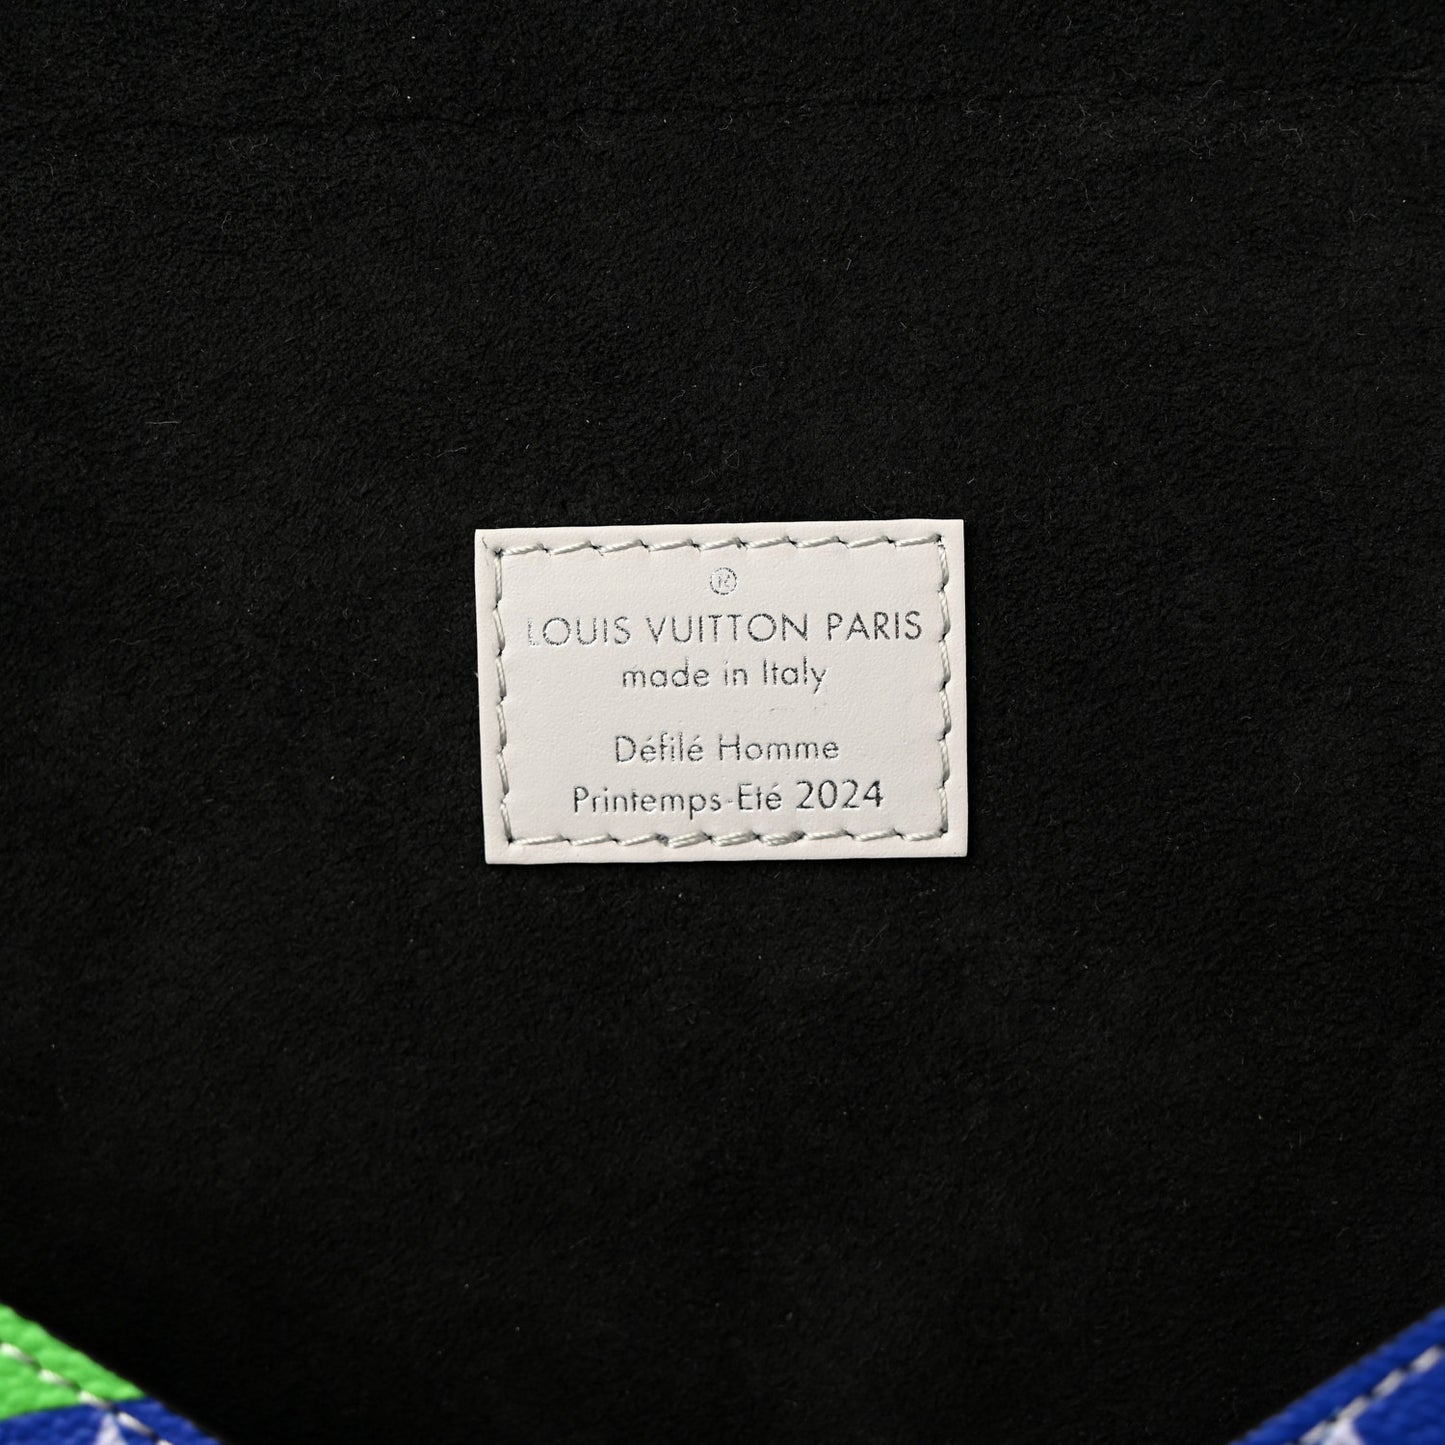 ®
LOUIS VUITTON PARIS
made in Italy
Défilé Homme
Printemps-Eté 2024